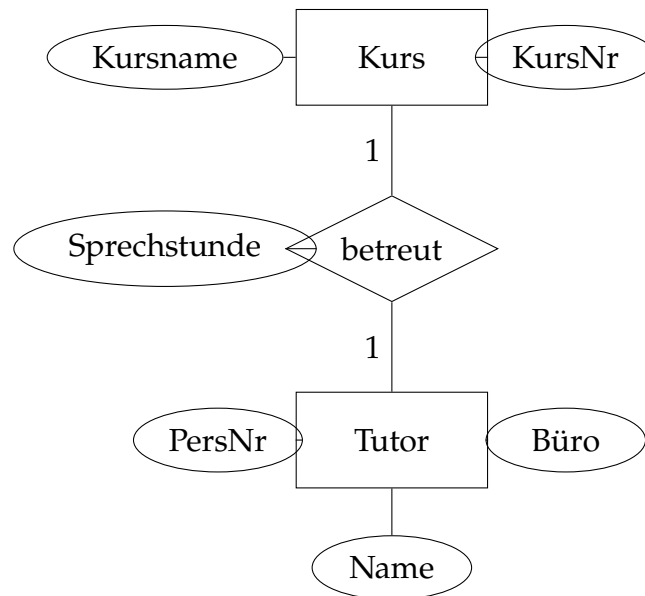 Kursname
Kurs
KursNr
1
Sprechstunde
betreut
1
PersNr
Tutor
Büro
Name